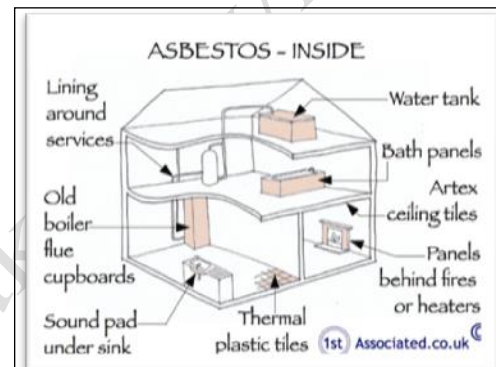 ASBESTOS - INSIDE
Lining
around
services
Water tank
Bath panels
Artex
ceiling tiles
Old
boiler
flue
cupboards
Panels
behind fires
or heaters
Sound pad
under sink
Thermal
plastic tiles
1st Associated.co.uk